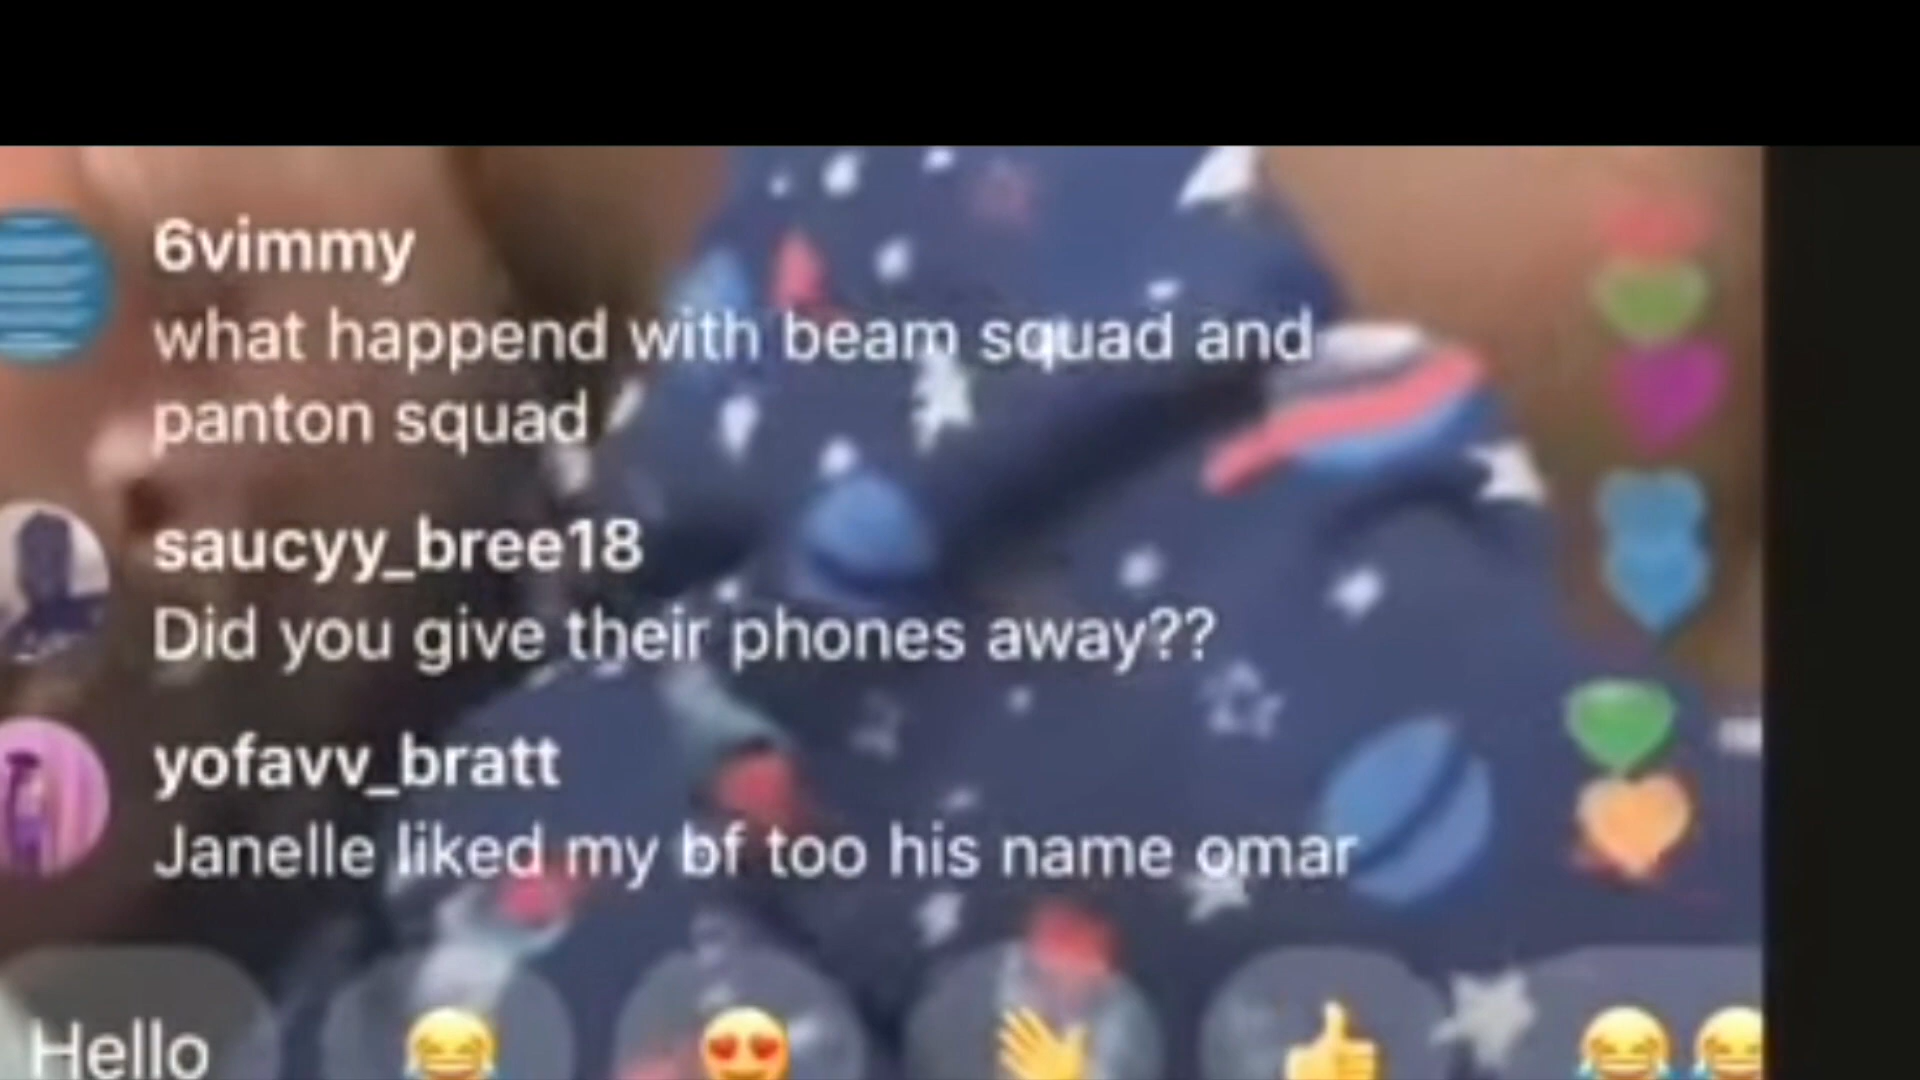 6vimmy
what happend with beam squad and
panton squad
saucyy_bree18
Did you give their phones away??
yofavv_bratt
Janelle liked my bf too his name omar
Hello